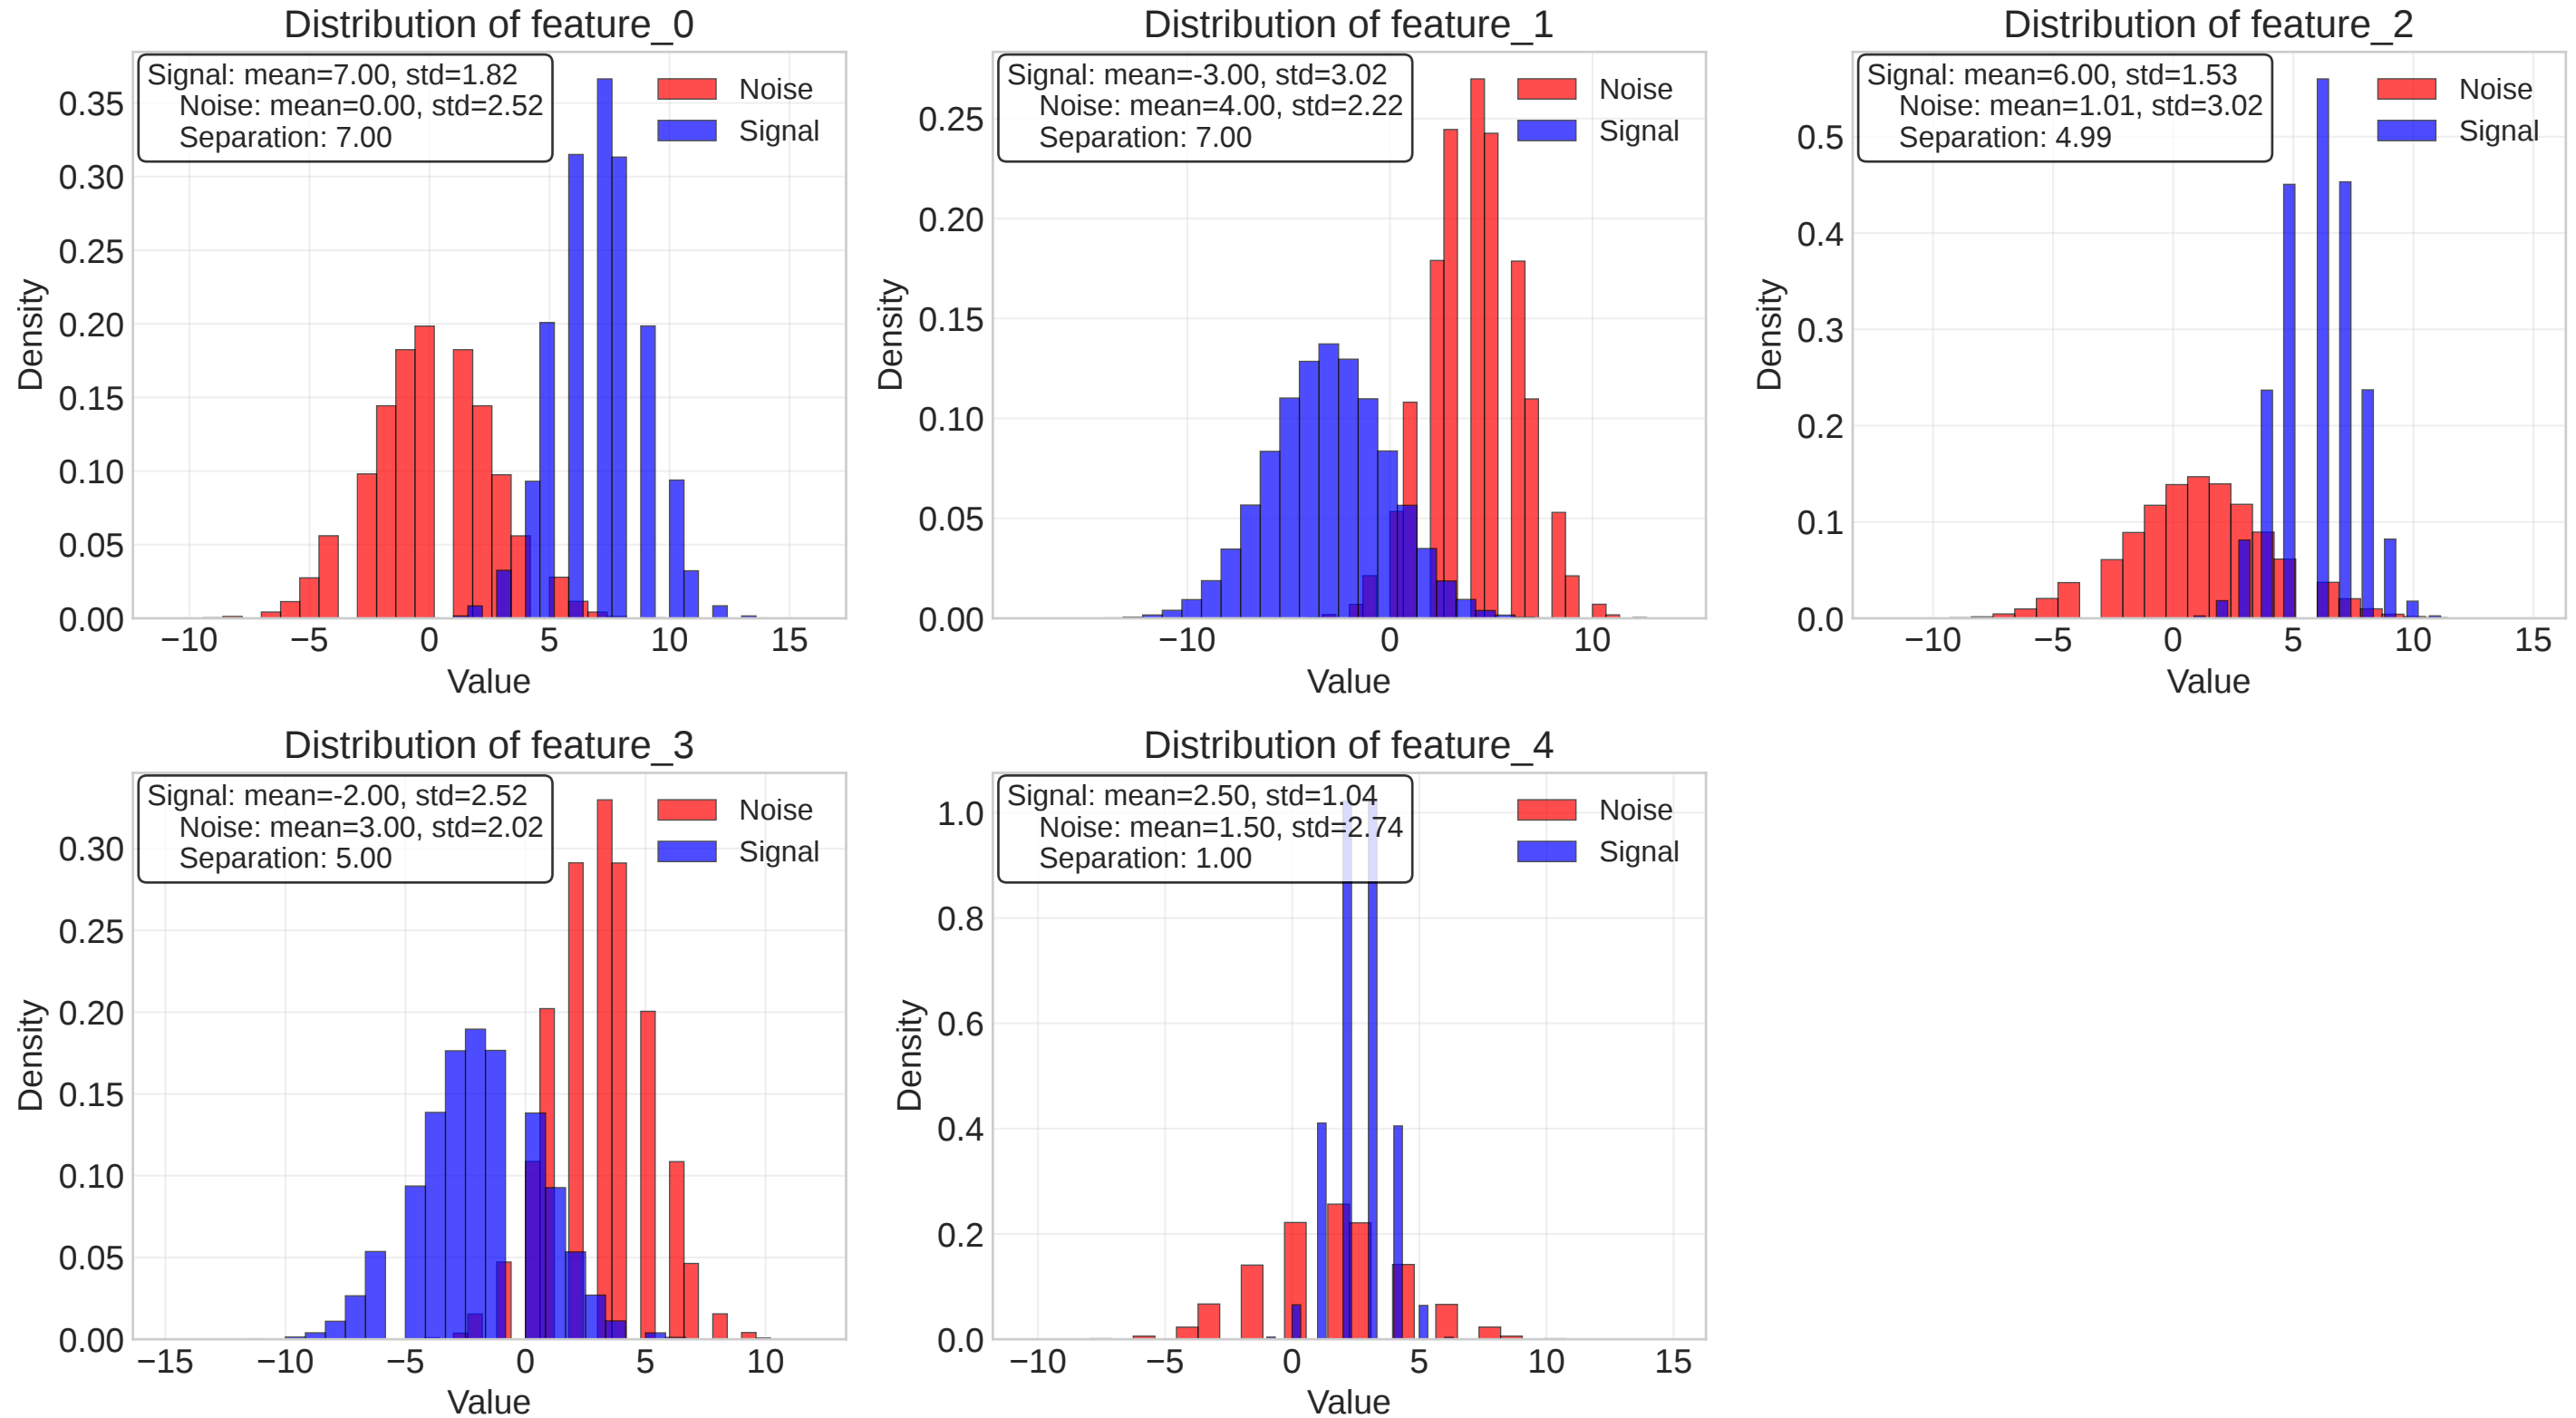 Distribution of feature_0
Signal: mean=7.00, std=1.82
Noise: mean=0.00, std=2.52
Separation: 7.00
Noise
Signal
0.35
0.30
0.25
0.20
0.15
0.10
0.05
0.00
Density
−10
−5
0
5
10
15
Value
Distribution of feature_1
Signal: mean=-3.00, std=3.02
Noise: mean=4.00, std=2.22
Separation: 7.00
Noise
Signal
0.25
0.20
0.15
0.10
0.05
0.00
Density
−10
0
10
Value
Distribution of feature_2
Signal: mean=6.00, std=1.53
Noise: mean=1.01, std=3.02
Separation: 4.99
Noise
Signal
0.5
0.4
0.3
0.2
0.1
0.0
Density
−10
−5
0
5
10
15
Value
Distribution of feature_3
Signal: mean=-2.00, std=2.52
Noise: mean=3.00, std=2.02
Separation: 5.00
Noise
Signal
0.30
0.25
0.20
0.15
0.10
0.05
0.00
Density
−15
−10
−5
0
5
10
Value
Distribution of feature_4
Signal: mean=2.50, std=1.04
Noise: mean=1.50, std=2.74
Separation: 1.00
Noise
Signal
1.0
0.8
0.6
0.4
0.2
0.0
Density
−10
−5
0
5
10
15
Value